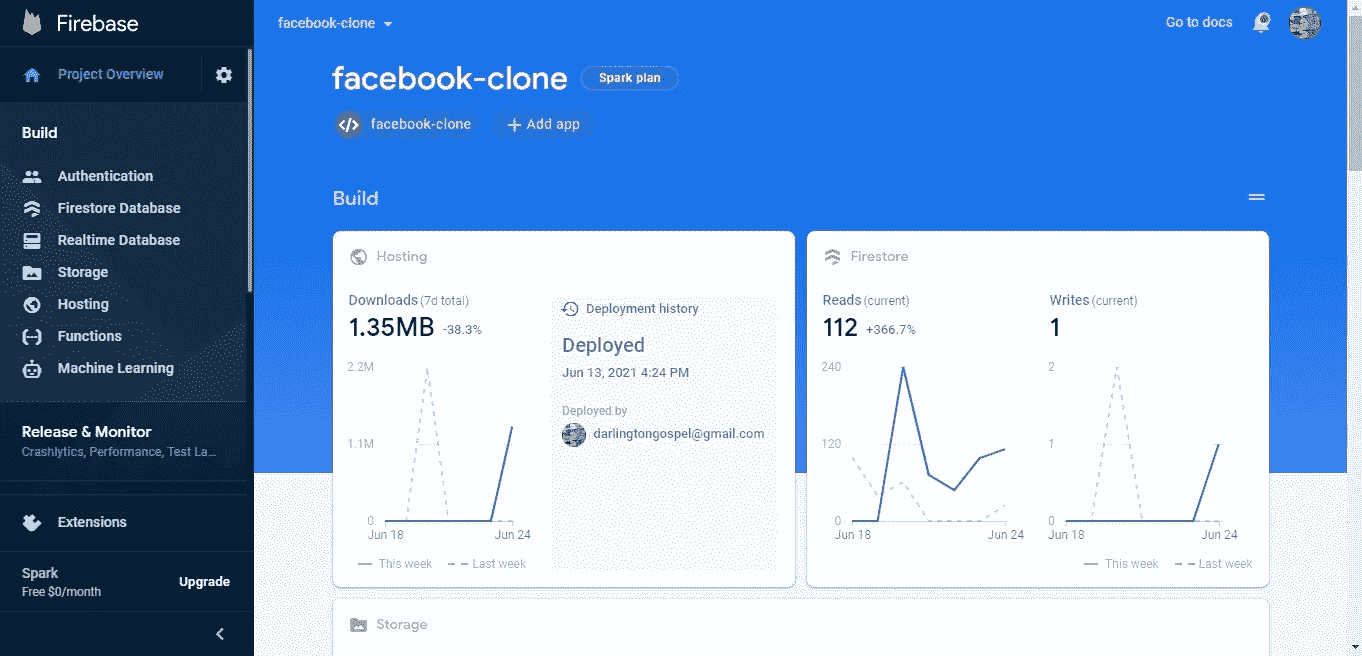 Firebase
Project Overview
Build
Authentication
Firestore Database
Realtime Database
Storage
Hosting
Functions
Machine Learning
Release & Monitor
Crashlytics, Performance, Test La...
Extensions
Spark
Free $0/month
Upgrade
facebook-clone
Go to docs
facebook-clone Spark plan
facebook-clone + Add app
Build
Hosting
Downloads (7d total)
1.35MB -38.3%
2.2M
1.1M
0
Jun 18 Jun 24
This week Last week
Deployment history
Deployed
Jun 13, 2021 4:24 PM
Deployed by
darlingtongospel@gmail.com
Firestore
Reads (current)
112 +366.7%
240
120
0
Jun 18 Jun 24
Writes (current)
1
2
1
0
Jun 18 Jun 24
This week Last week
Storage